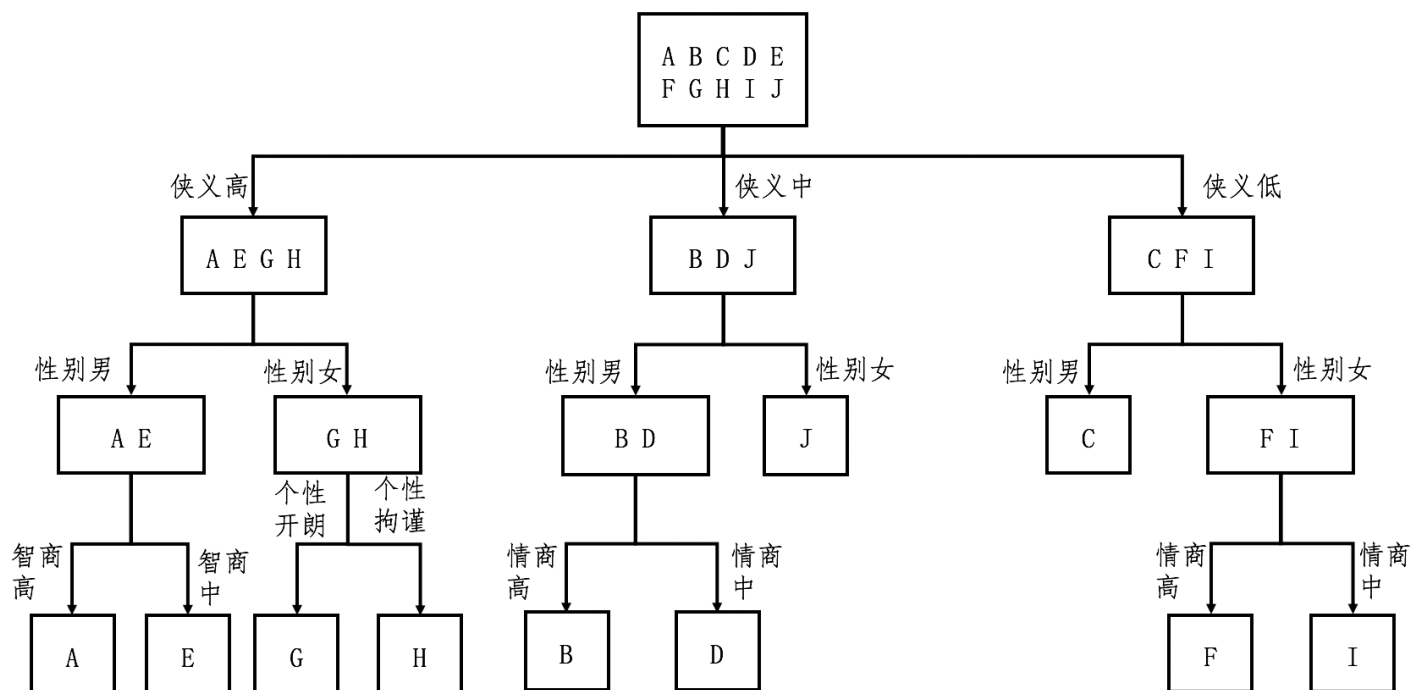 A B C D E
F G H I J
侠义高
侠义中
侠义低
A E G H
B D J
C F I
性别男
性别女
性别男
性别女
性别男
性别女
A E
G H
B D
J
C
F I
个性
开朗
个性
拘谨
智商
高
智商
中
情商
高
情商
中
情商
高
情商
中
A
E
G
H
B
D
F
I